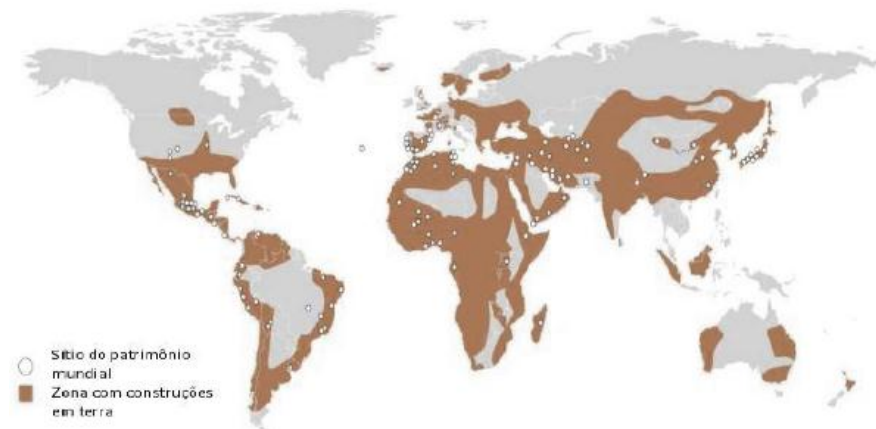 Sítio do patrimônio
mundial
Zona com construções
em terra